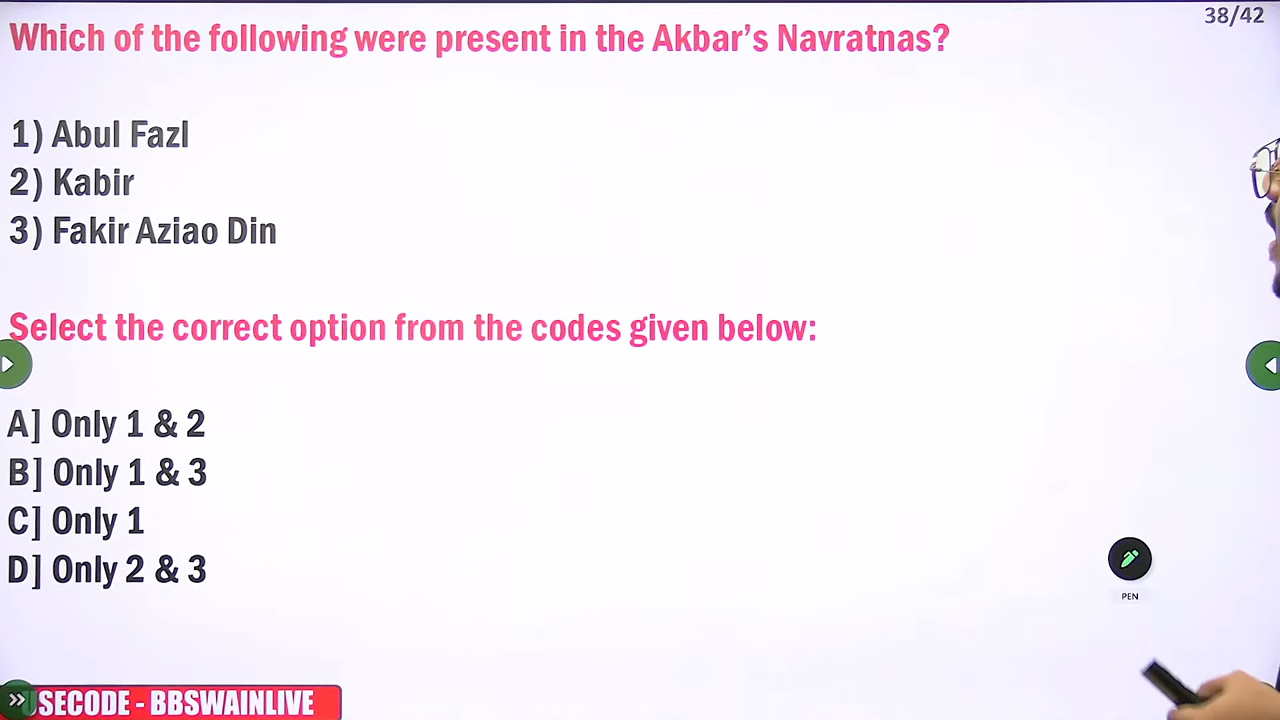 38/42
Which of the following were present in the Akbar's Navratnas?
1) Abul Fazl
2) Kabir
3) Fakir Aziao Din
Select the correct option from the codes given below:
A] Only 1 & 2
B] Only 1 & 3
C] Only 1
D] Only 2 & 3
PEN
USECODE - BBSWAINLIVE